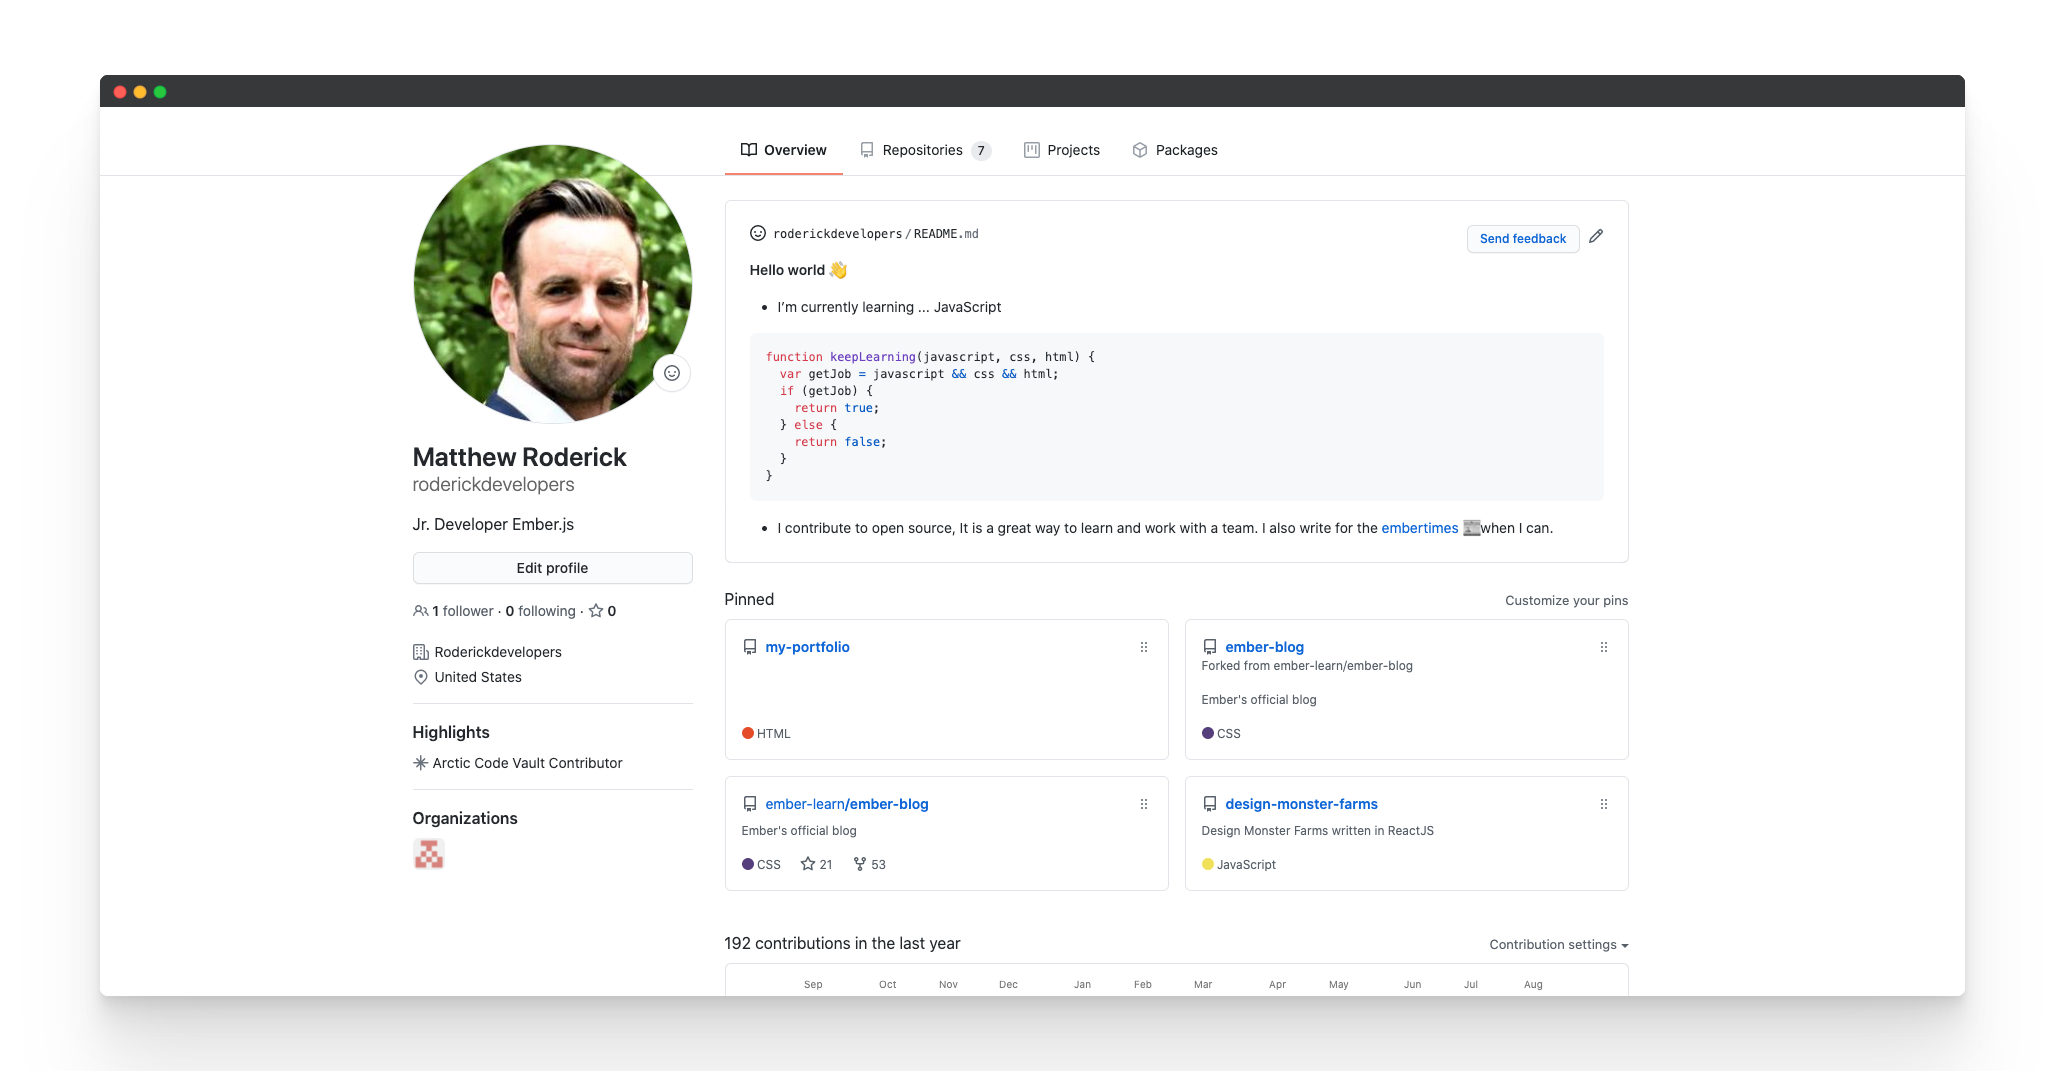 Overview
Repositories 7
Projects
Packages
Matthew Roderick
roderickdevelopers
Jr. Developer Ember.js
Edit profile
1 follower · 0 following · 0
Roderickdevelopers
United States
Highlights
Arctic Code Vault Contributor
Organizations
roderickdevelopers/README.md
Send feedback
Hello world 👋
• I'm currently learning ... JavaScript
function keepLearning(javascript, css, html) {
  var getJob = javascript && css && html;
  if (getJob) {
    return true;
  } else {
    return false;
  }
}
• I contribute to open source, It is a great way to learn and work with a team. I also write for the embertimes 📰when I can.
Pinned
Customize your pins
my-portfolio
HTML
ember-blog
Forked from ember-learn/ember-blog
Ember's official blog
CSS
ember-learn/ember-blog
Ember's official blog
CSS 21 53
design-monster-farms
Design Monster Farms written in ReactJS
JavaScript
192 contributions in the last year
Contribution settings
Sep Oct Nov Dec Jan Feb Mar Apr May Jun Jul Aug